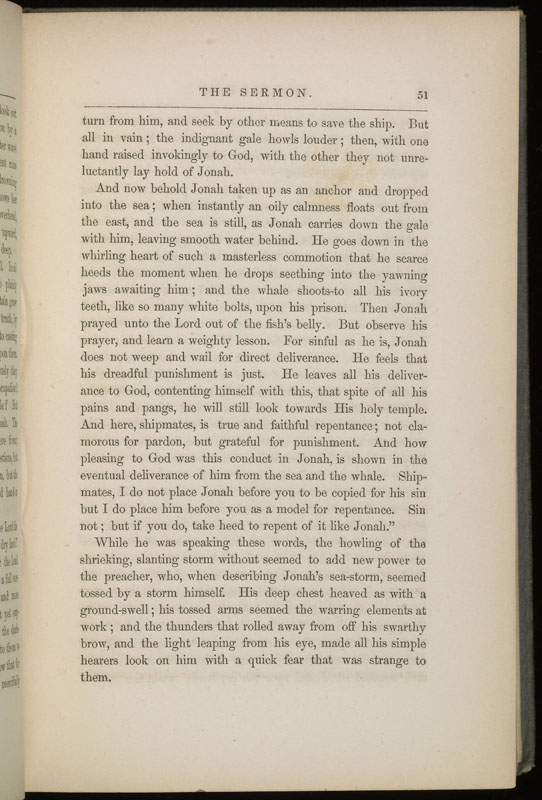 THE SERMON. 51
turn from him, and seek by other means to save the ship. But
all in vain; the indignant gale howls louder; then, with one
hand raised invokingly to God, with the other they not unre-
luctantly lay hold of Jonah.
And now behold Jonah taken up as an anchor and dropped
into the sea; when instantly an oily calmness floats out from
the east, and the sea is still, as Jonah carries down the gale
with him, leaving smooth water behind. He goes down in the
whirling heart of such a masterless commotion that he scarce
heeds the moment when he drops seething into the yawning
jaws awaiting him; and the whale shoots-to all his ivory
teeth, like so many white bolts, upon his prison. Then Jonah
prayed unto the Lord out of the fish's belly. But observe his
prayer, and learn a weighty lesson. For sinful as he is, Jonah
does not weep and wail for direct deliverance. He feels that
his dreadful punishment is just. He leaves all his deliver-
ance to God, contenting himself with this, that spite of all his
pains and pangs, he will still look towards His holy temple.
And here, shipmates, is true and faithful repentance; not cla-
morous for pardon, but grateful for punishment. And how
pleasing to God was this conduct in Jonah, is shown in the
eventual deliverance of him from the sea and the whale. Ship-
mates, I do not place Jonah before you to be copied for his sin
but I do place him before you as a model for repentance. Sin
not; but if you do, take heed to repent of it like Jonah."
While he was speaking these words, the howling of the
shrieking, slanting storm without seemed to add new power to
the preacher, who, when describing Jonah's sea-storm, seemed
tossed by a storm himself. His deep chest heaved as with a
ground-swell; his tossed arms seemed the warring elements at
work; and the thunders that rolled away from off his swarthy
brow, and the light leaping from his eye, made all his simple
hearers look on him with a quick fear that was strange to
them.